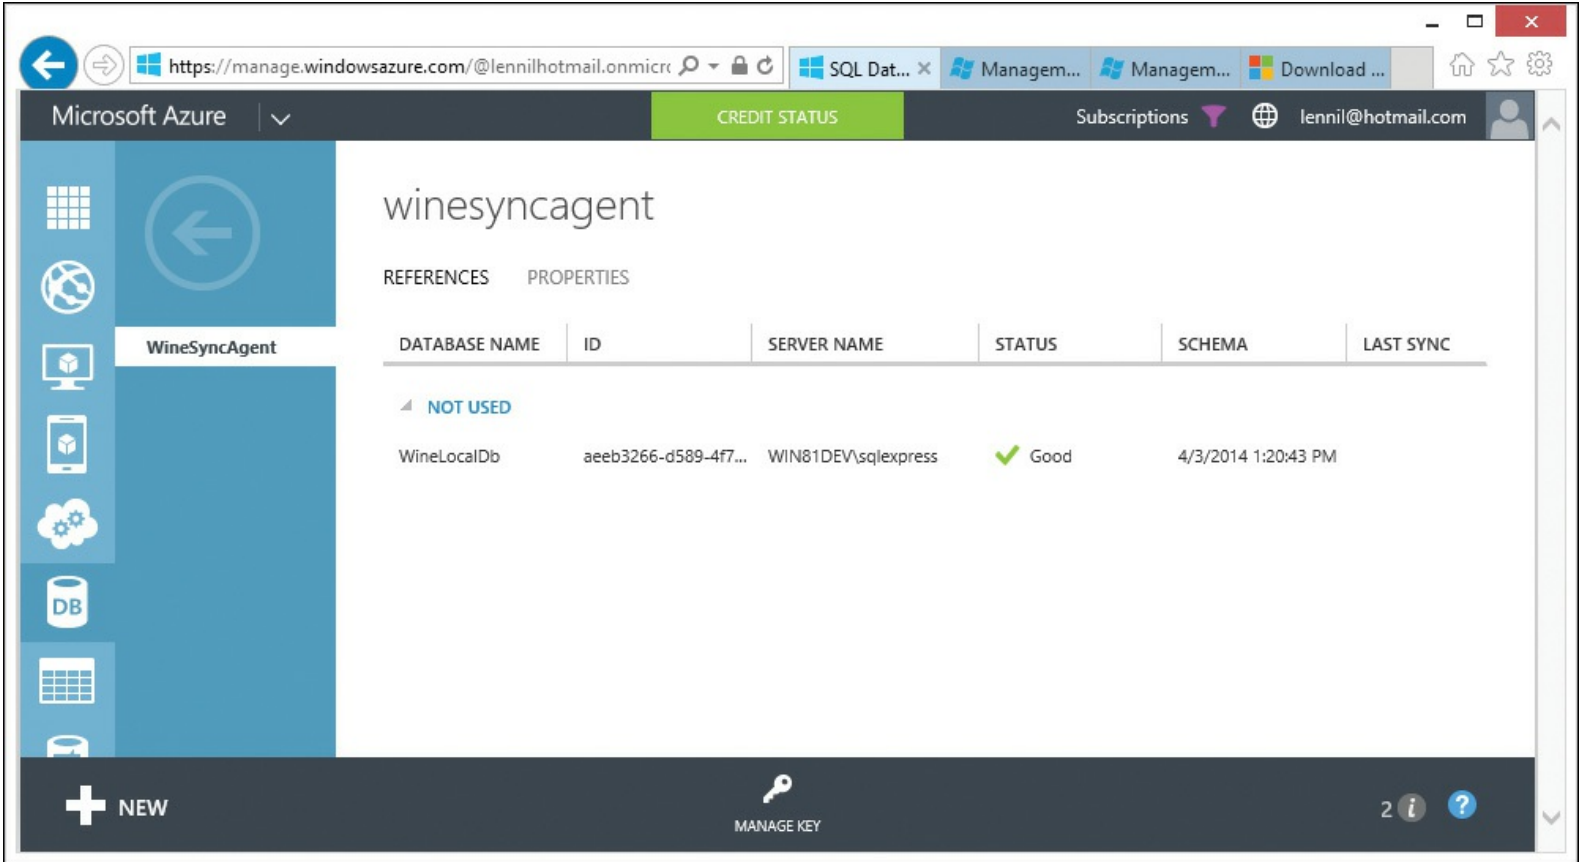 https://manage.windowsazure.com/@lennilhotmail.onmicr
SQL Dat...
Managem...
Managem...
Download ...
Microsoft Azure
CREDIT STATUS
Subscriptions
lennil@hotmail.com
winesyncagent
REFERENCES PROPERTIES
WineSyncAgent
DATABASE NAME ID SERVER NAME STATUS SCHEMA LAST SYNC
NOT USED
WineLocalDb aeeb3266-d589-4f7... WIN81DEV\sqlexpress Good 4/3/2014 1:20:43 PM
DB
NEW
MANAGE KEY
2 i ?